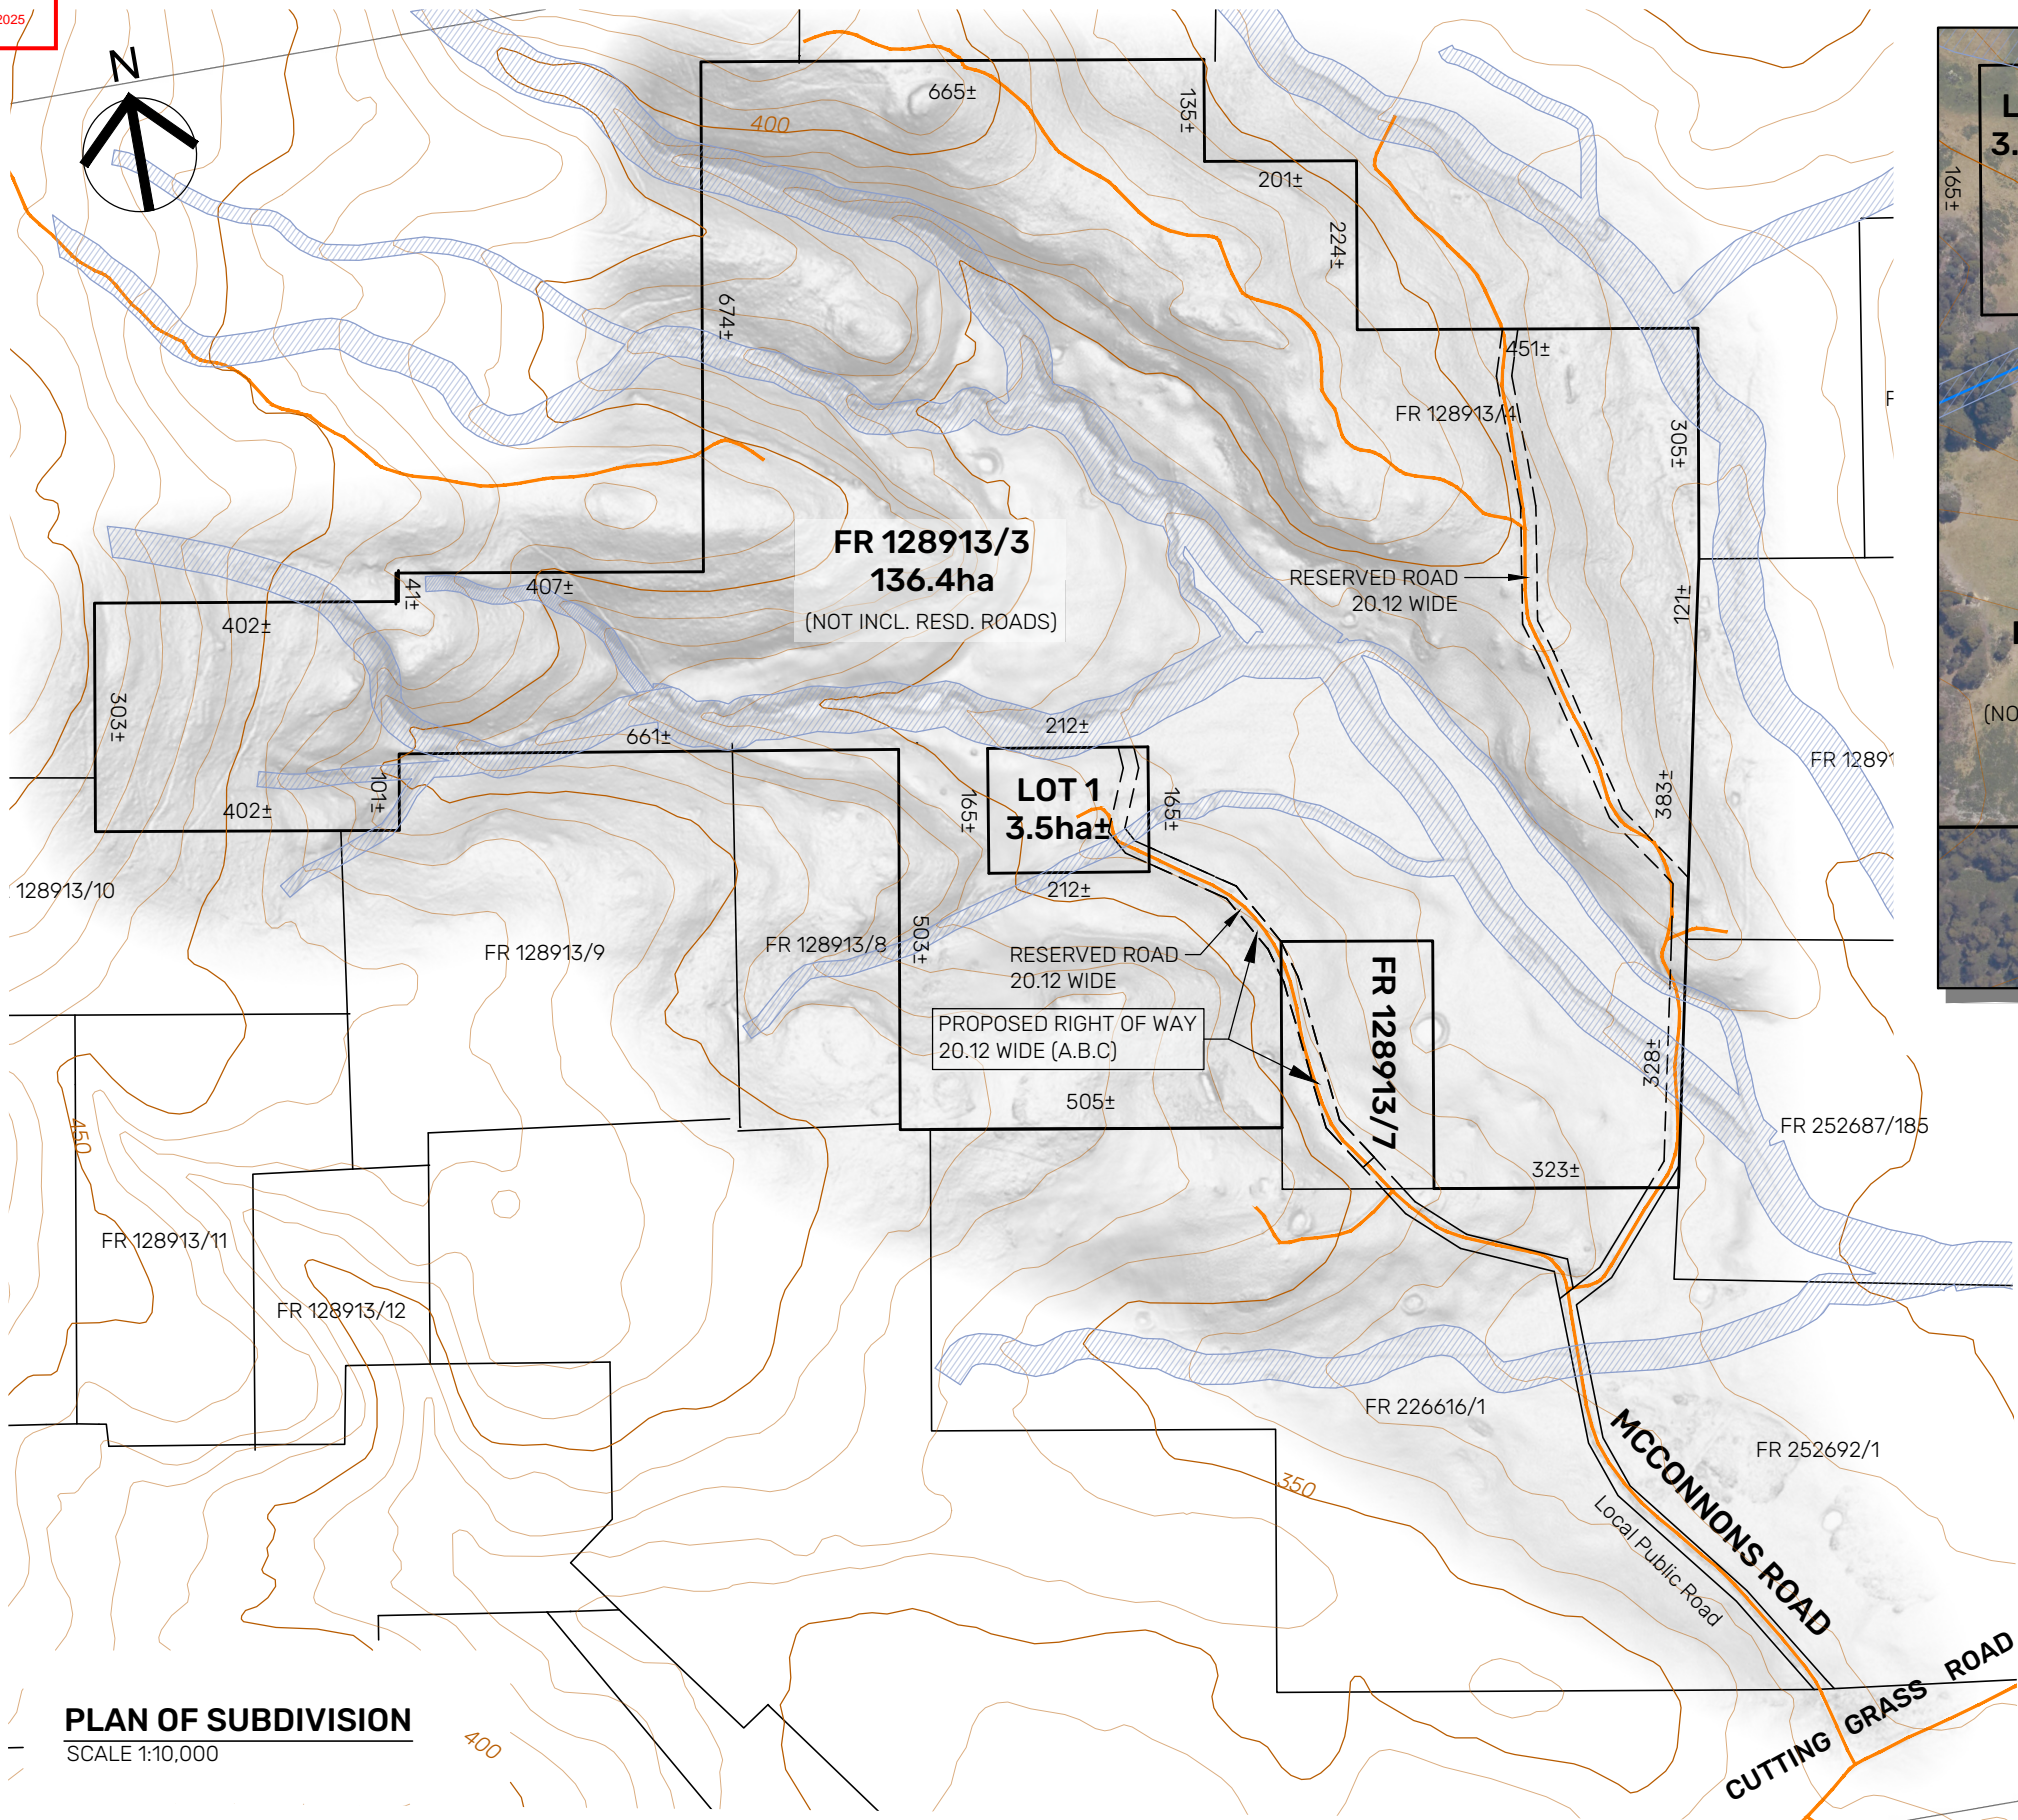 2025
N
665±
400
135±
201±
224±
674±
451±
FR 128913/4
305±
FR 128913/3
136.4ha
(NOT INCL. RESD. ROADS)
RESERVED ROAD
20.12 WIDE
121±
41±
407±
402±
303±
661±
101±
402±
212±
LOT 1
3.5ha±
165±
165±
212±
383±
FR 12891
128913/10
FR 128913/9
FR 128913/8
503±
RESERVED ROAD
20.12 WIDE
PROPOSED RIGHT OF WAY
20.12 WIDE (A.B.C)
505±
FR 128913/7
328±
323±
FR 252687/185
450
FR 128913/11
FR 128913/12
FR 226616/1
350
MCCONNONS ROAD
Local Public Road
FR 252692/1
CUTTING GRASS ROAD
400
PLAN OF SUBDIVISION
SCALE 1:10,000
L
3.
165±
(NO